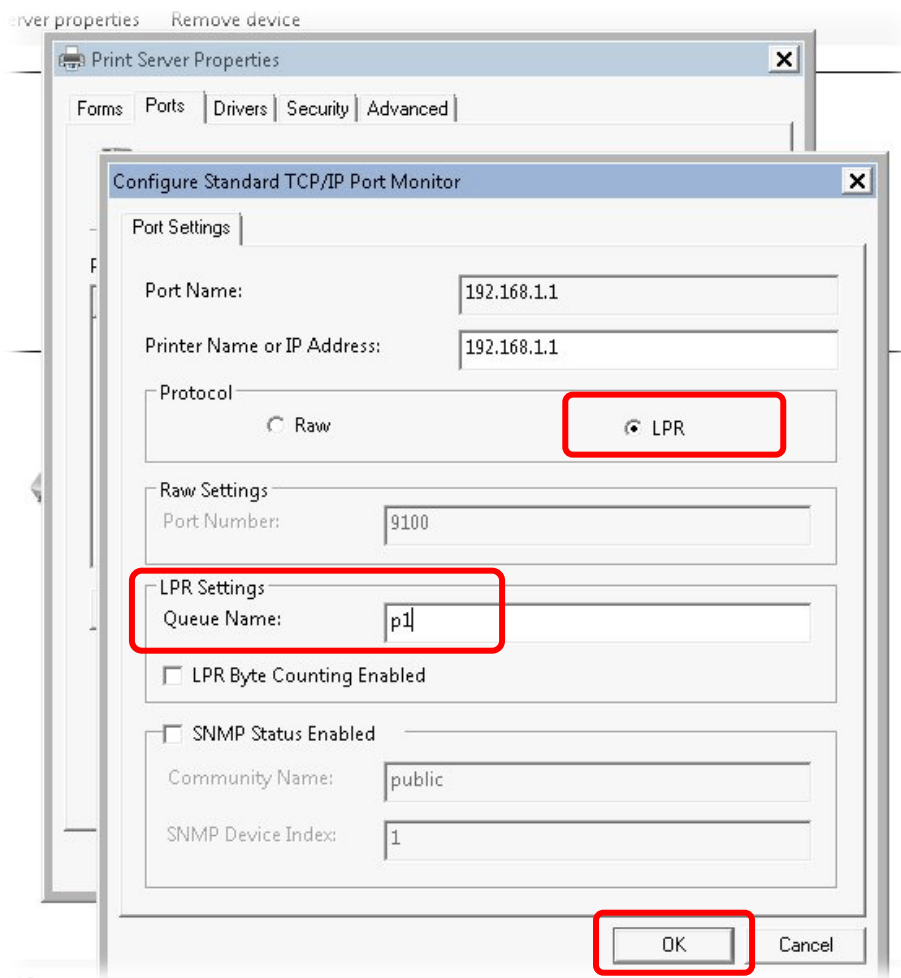 erver properties Remove device
Print Server Properties
Forms Ports Drivers Security Advanced
Configure Standard TCP/IP Port Monitor
Port Settings
Port Name: 192.168.1.1
Printer Name or IP Address: 192.168.1.1
Protocol
Raw LPR
Raw Settings
Port Number: 9100
LPR Settings
Queue Name: p1
LPR Byte Counting Enabled
SNMP Status Enabled
Community Name: public
SNMP Device Index: 1
OK Cancel